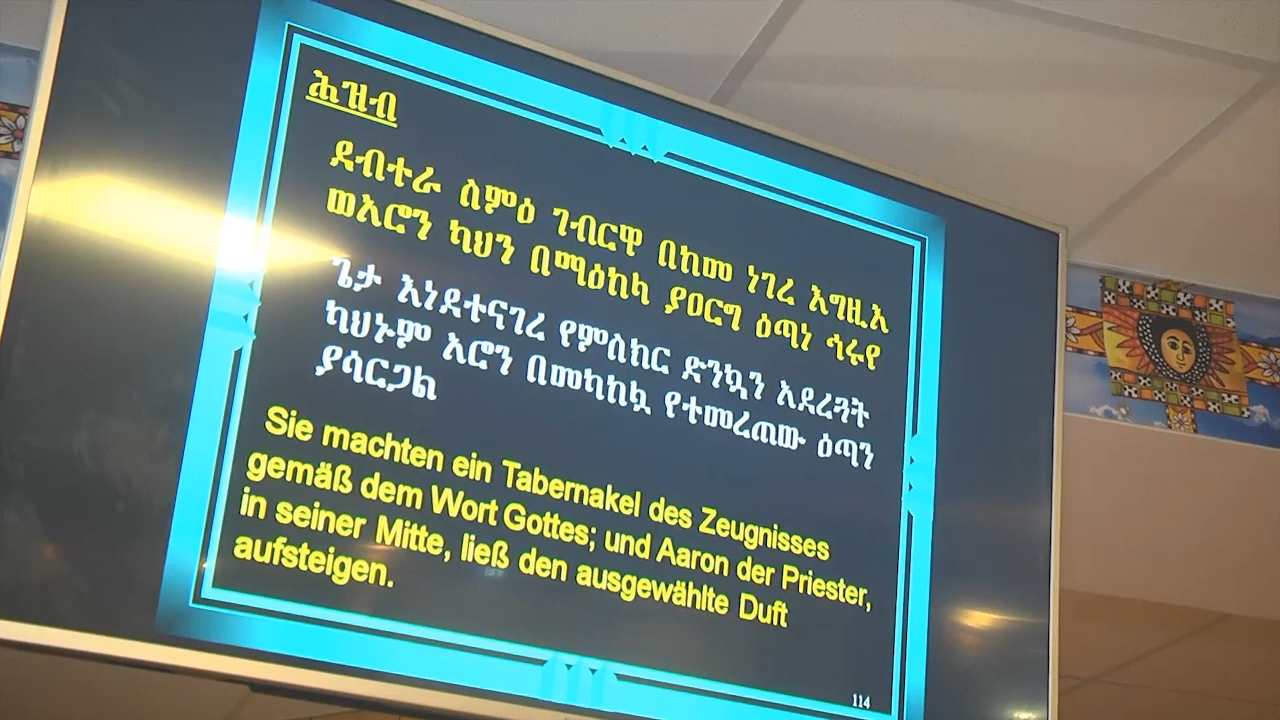 ሕዝብ
ደብተራ ስምዕ ገብርዋ በከመ ነገረ እግዚእ
ወአሮን ካህን በማዕከላ ያዐርግ ዕጣነ ኅሩየ
ጌታ እነደተናገረ የምስክር ድንኳን አደረጓት
ካህኑም አሮን በመካከሏ የተመረጠው ዕጣን
ያሳርጋል
Sie machten ein Tabernakel des Zeugnisses
gemäß dem Wort Gottes; und Aaron der Priester,
in seiner Mitte, ließ den ausgewählte Duft
aufsteigen.
114